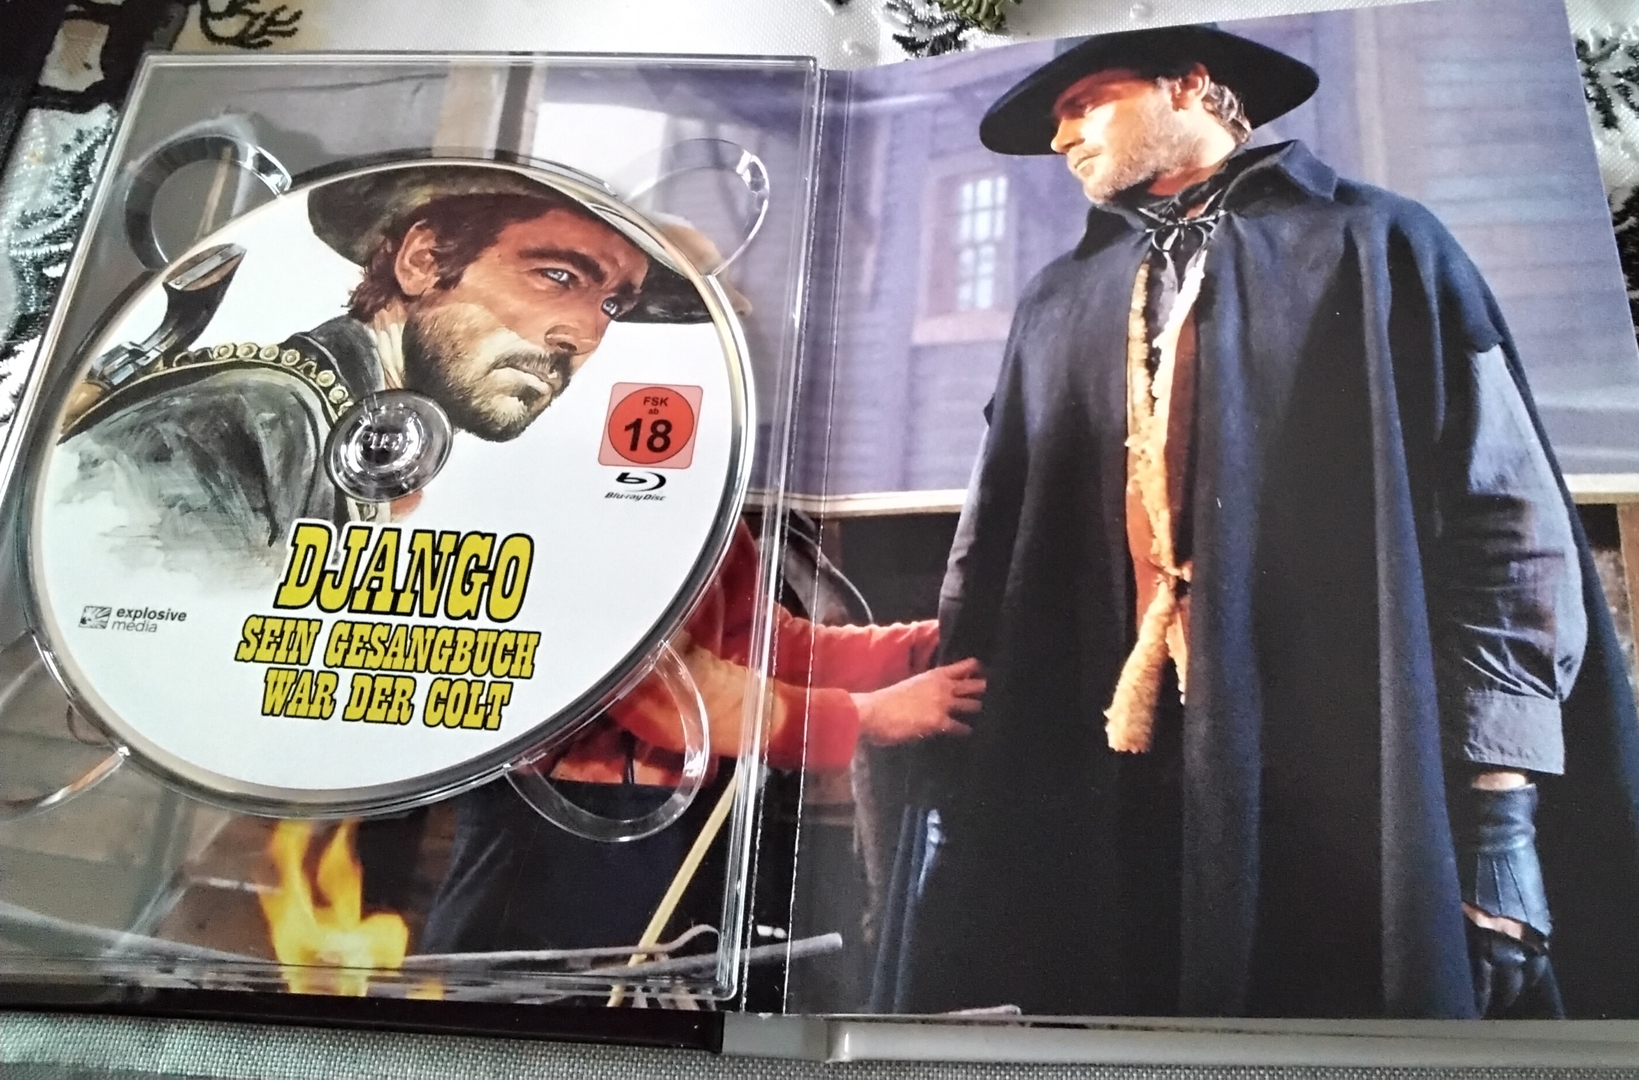 FSK
ab
18
Blu-ray Disc
DJANGO
SEIN GESANGBUCH
WAR DER COLT
explosive
media